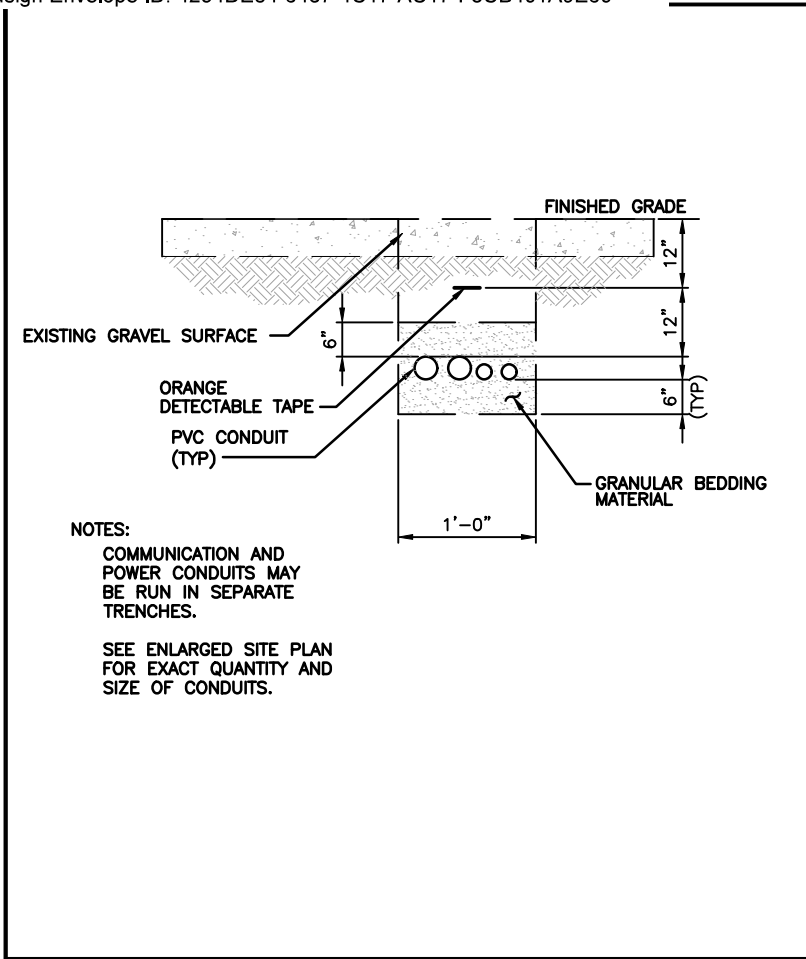 FINISHED GRADE
12"
12"
6"
(TYP)
6"
EXISTING GRAVEL SURFACE
ORANGE
DETECTABLE TAPE
PVC CONDUIT
(TYP)
GRANULAR BEDDING
MATERIAL
1'-0"
NOTES:
COMMUNICATION AND
POWER CONDUITS MAY
BE RUN IN SEPARATE
TRENCHES.
SEE ENLARGED SITE PLAN
FOR EXACT QUANTITY AND
SIZE OF CONDUITS.